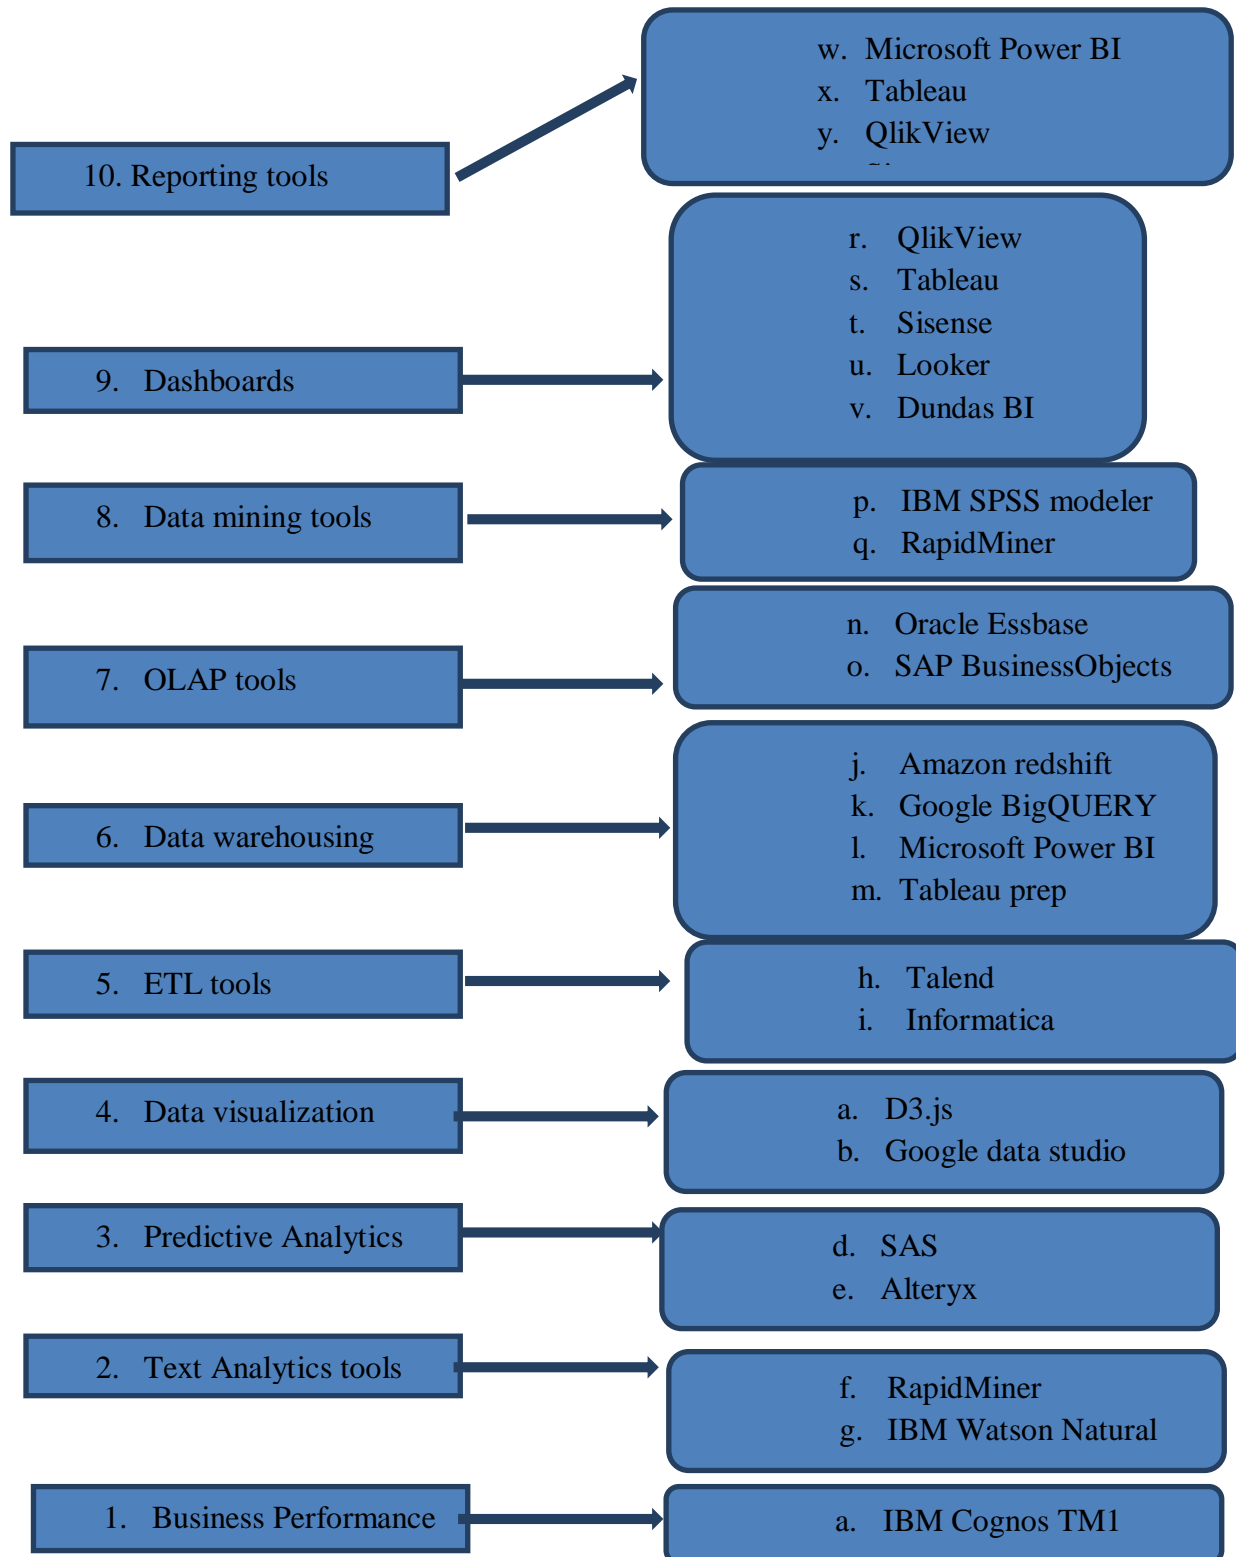 w. Microsoft Power BI
x. Tableau
y. QlikView
10. Reporting tools
r. QlikView
s. Tableau
t. Sisense
u. Looker
v. Dundas BI
9. Dashboards
p. IBM SPSS modeler
q. RapidMiner
8. Data mining tools
n. Oracle Essbase
o. SAP BusinessObjects
7. OLAP tools
j. Amazon redshift
k. Google BigQUERY
l. Microsoft Power BI
m. Tableau prep
6. Data warehousing
h. Talend
i. Informatica
5. ETL tools
a. D3.js
b. Google data studio
4. Data visualization
d. SAS
e. Alteryx
3. Predictive Analytics
f. RapidMiner
g. IBM Watson Natural
2. Text Analytics tools
a. IBM Cognos TM1
1. Business Performance